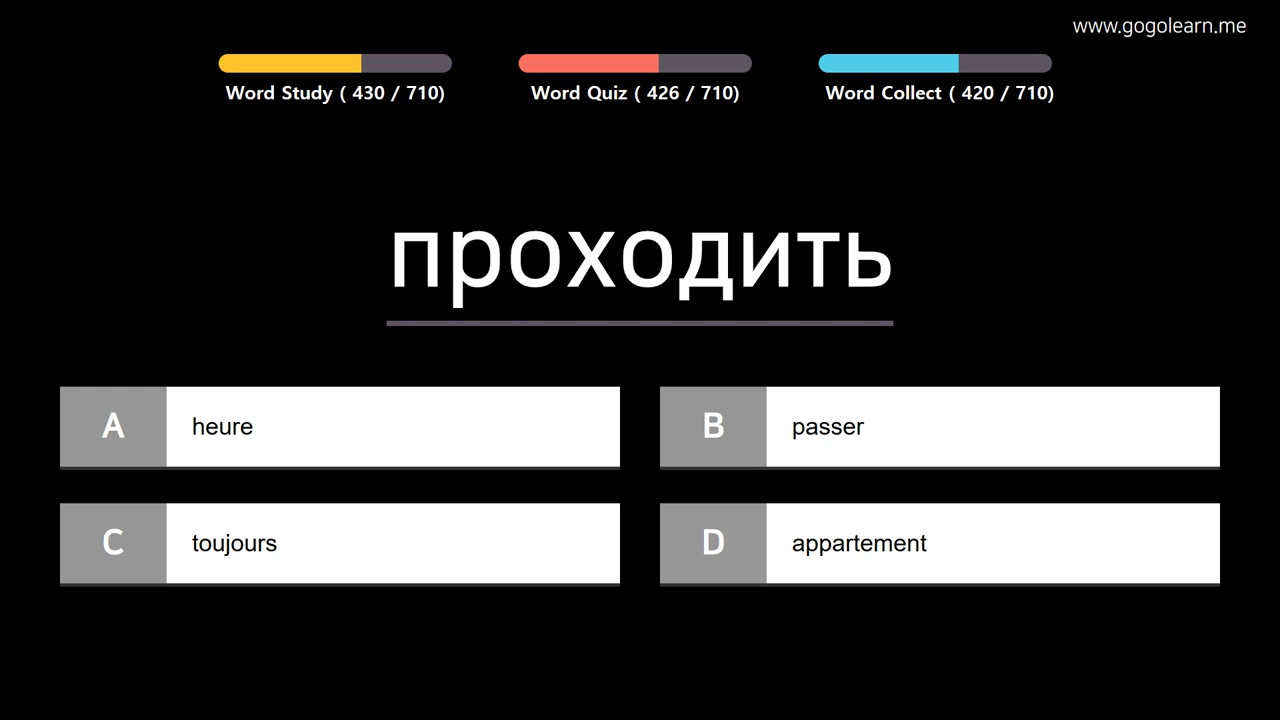 www.gogolearn.me
Word Study ( 430 / 710)
Word Quiz ( 426 / 710)
Word Collect ( 420 / 710)
проходить
A heure
B passer
C toujours
D appartement